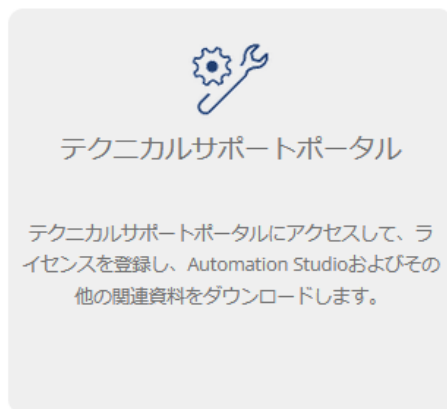 テクニカルサポートポータル
テクニカルサポートポータルにアクセスして、ラ
イセンスを登録し、Automation Studioおよびその
他の関連資料をダウンロードします。